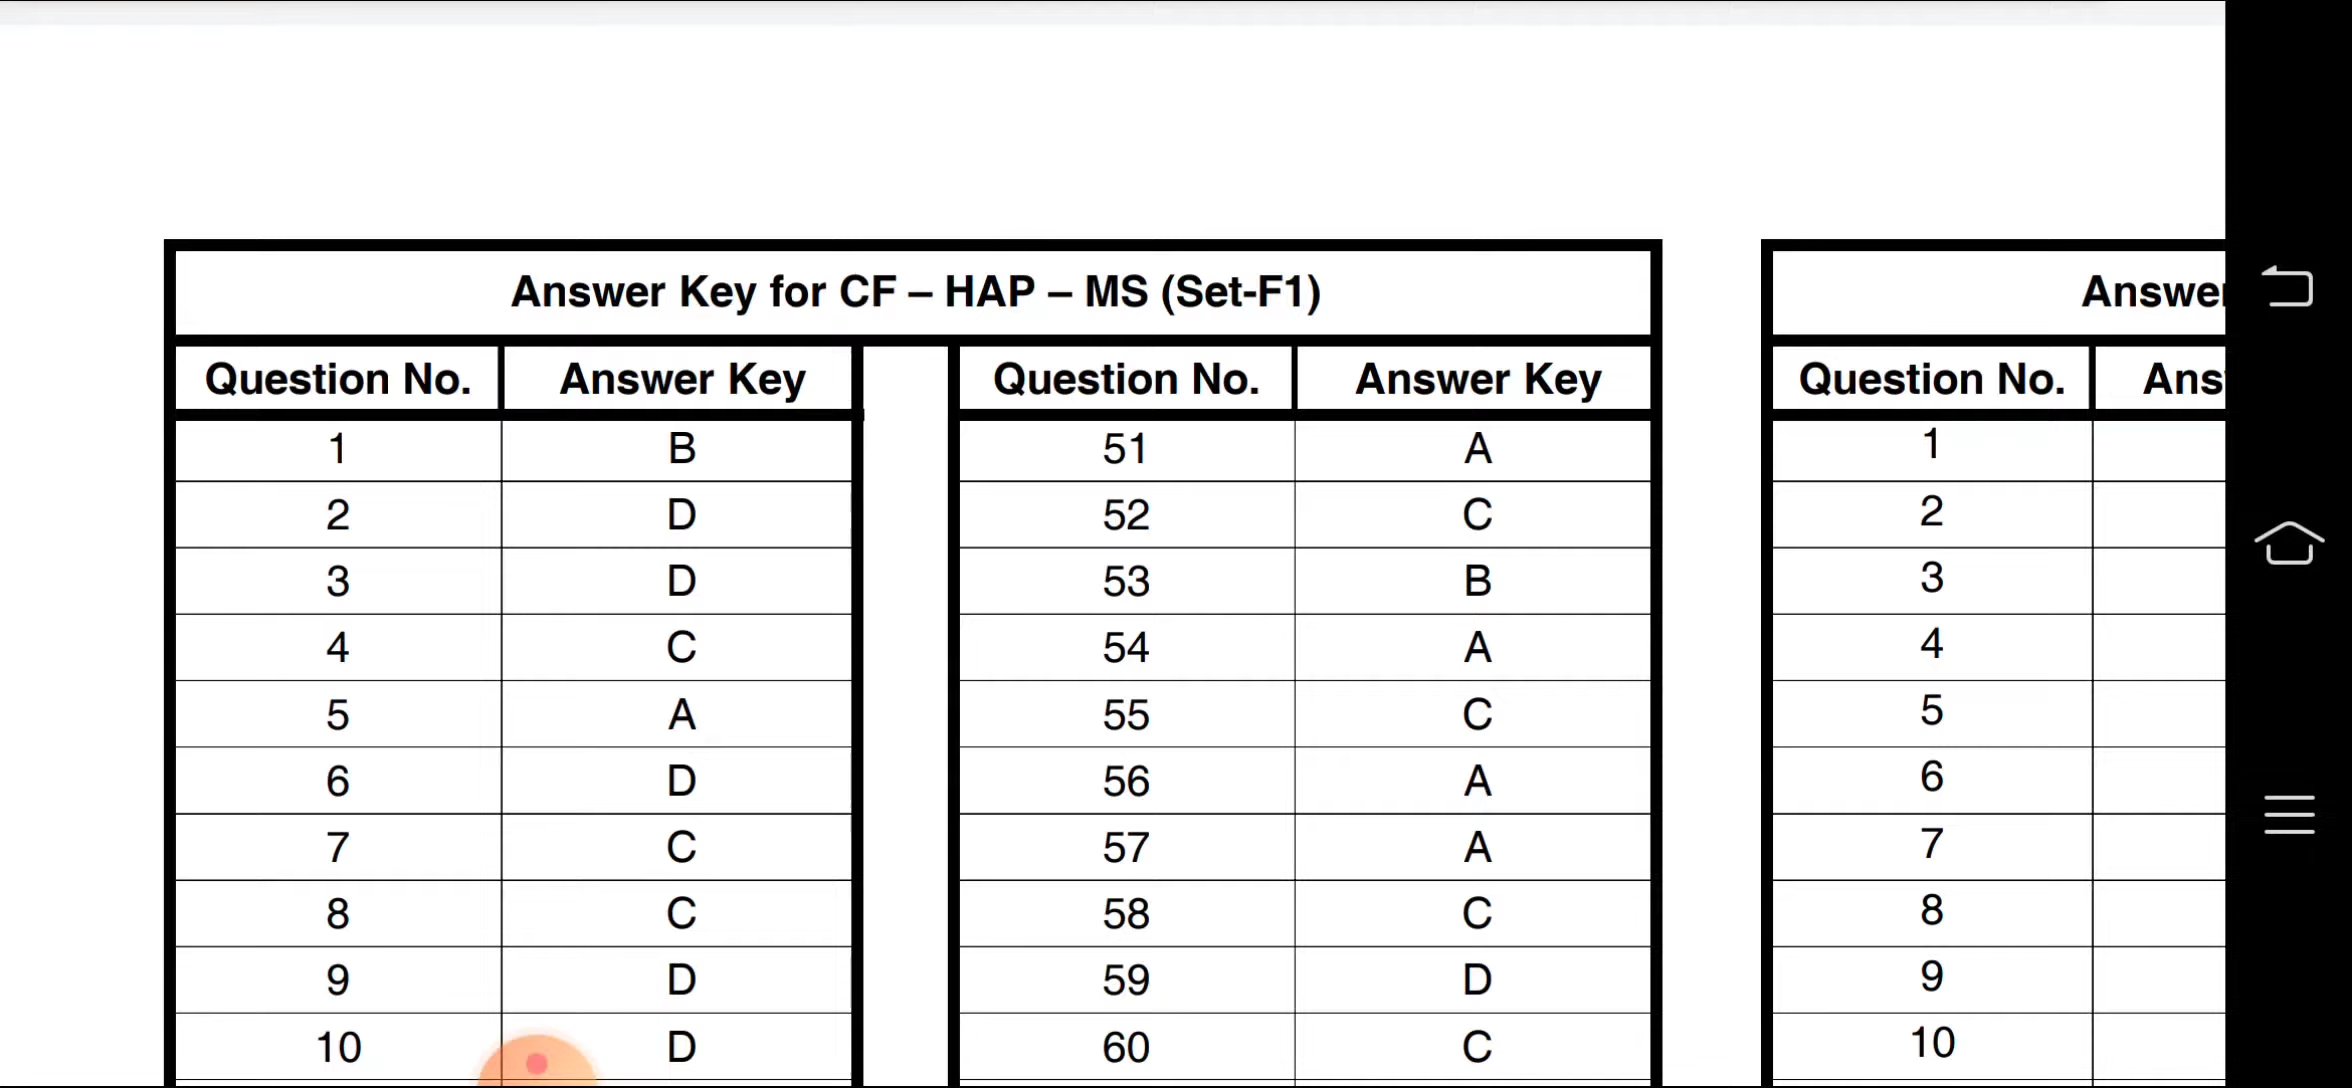 Answer Key for CF – HAP – MS (Set-F1)
Question No. Answer Key Question No. Answer Key
1 B 51 A
2 D 52 C
3 D 53 B
4 C 54 A
5 A 55 C
6 D 56 A
7 C 57 A
8 C 58 C
9 D 59 D
10 D 60 C
Answer
Question No. Ans
1
2
3
4
5
6
7
8
9
10